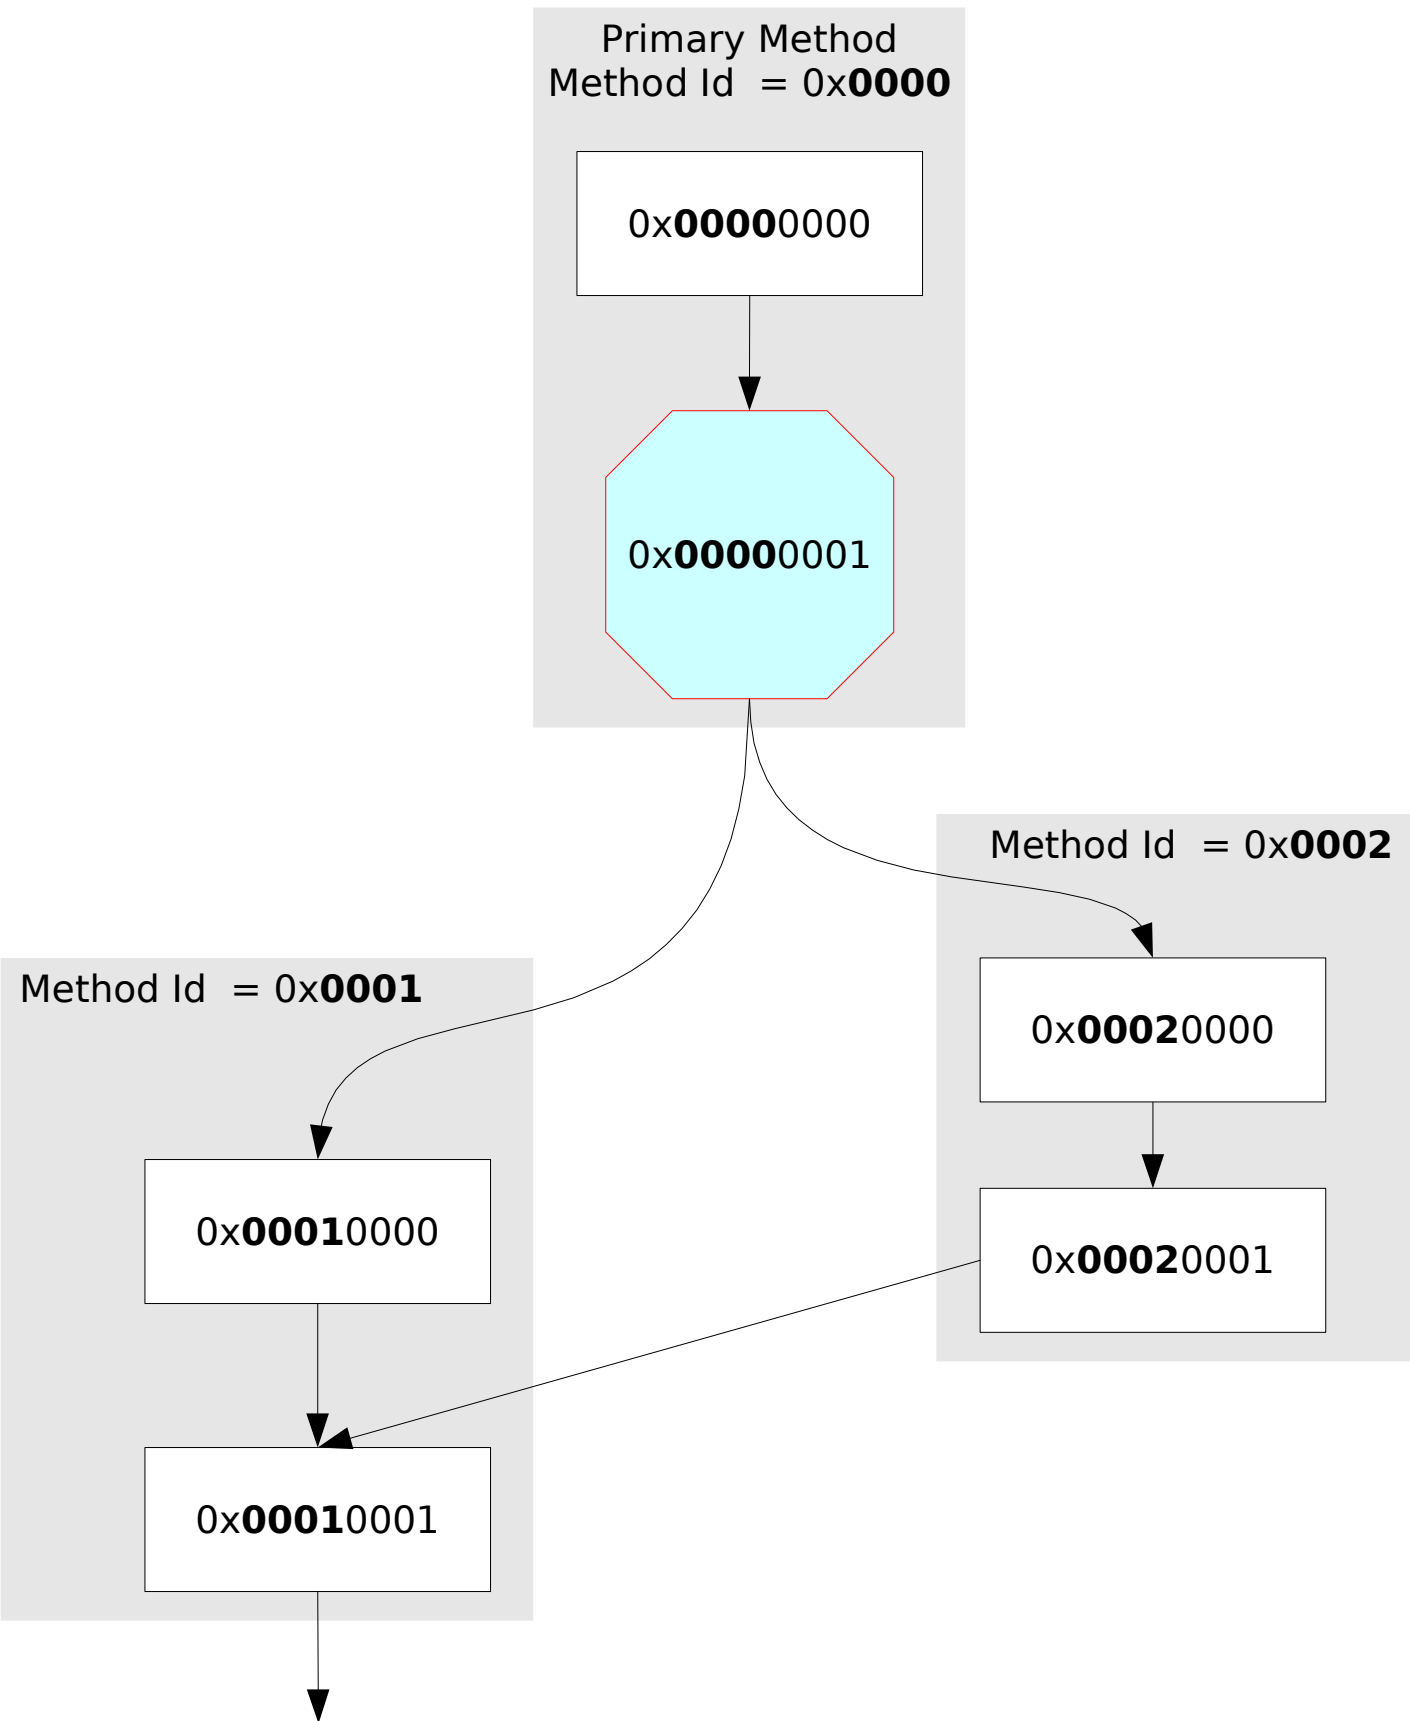 Primary Method
Method Id = 0x0000
0x00000000
0x00000001
Method Id = 0x0002
Method Id = 0x0001
0x00020000
0x00010000
0x00020001
0x00010001